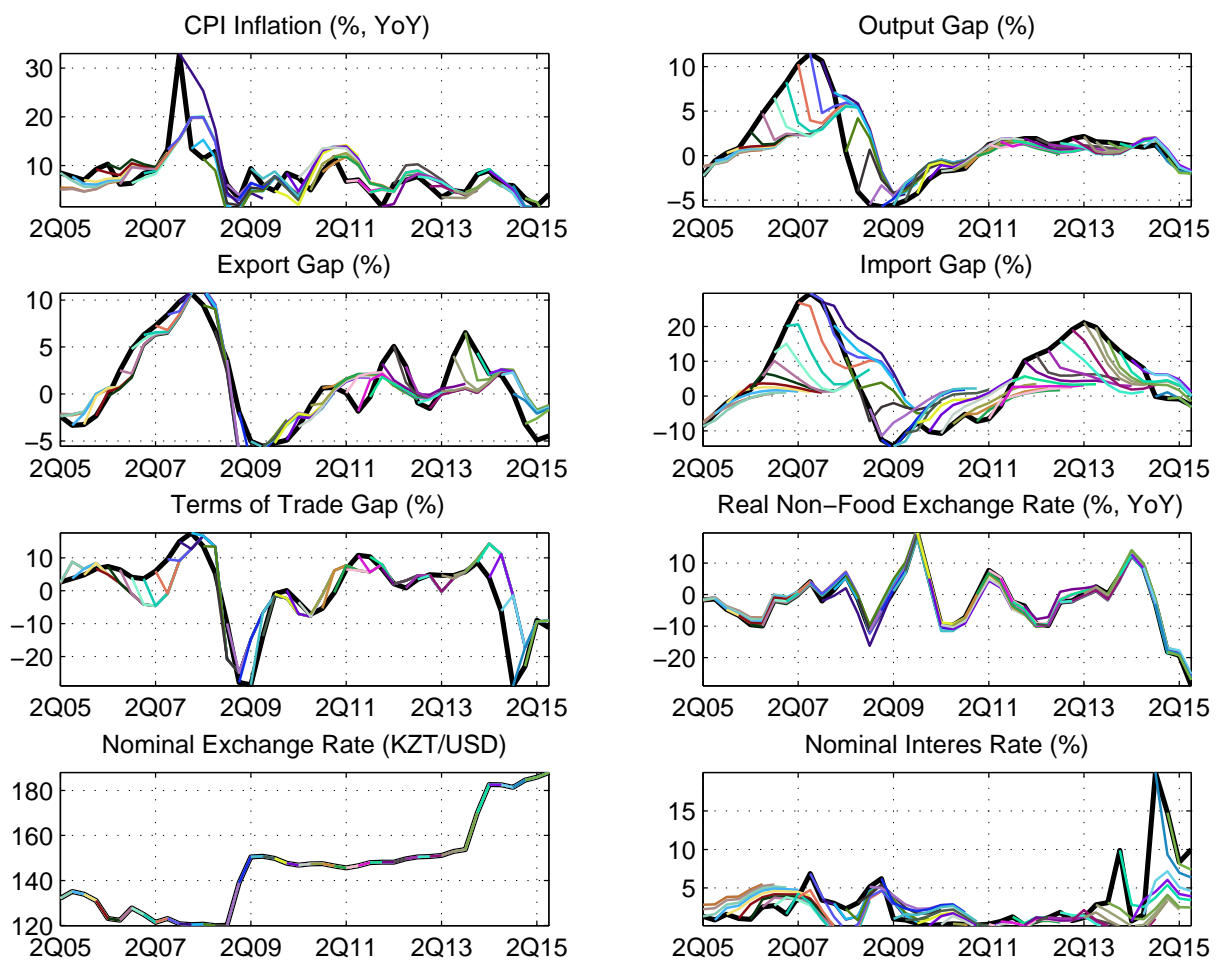 CPI Inflation (%, YoY)
30
20
10
2Q05 2Q07 2Q09 2Q11 2Q13 2Q15
Output Gap (%)
10
5
0
−5
2Q05 2Q07 2Q09 2Q11 2Q13 2Q15
Export Gap (%)
10
5
0
−5
2Q05 2Q07 2Q09 2Q11 2Q13 2Q15
Import Gap (%)
20
10
0
−10
2Q05 2Q07 2Q09 2Q11 2Q13 2Q15
Terms of Trade Gap (%)
10
0
−10
−20
2Q05 2Q07 2Q09 2Q11 2Q13 2Q15
Real Non−Food Exchange Rate (%, YoY)
10
0
−10
−20
2Q05 2Q07 2Q09 2Q11 2Q13 2Q15
Nominal Exchange Rate (KZT/USD)
180
160
140
120
2Q05 2Q07 2Q09 2Q11 2Q13 2Q15
Nominal Interes Rate (%)
15
10
5
2Q05 2Q07 2Q09 2Q11 2Q13 2Q15